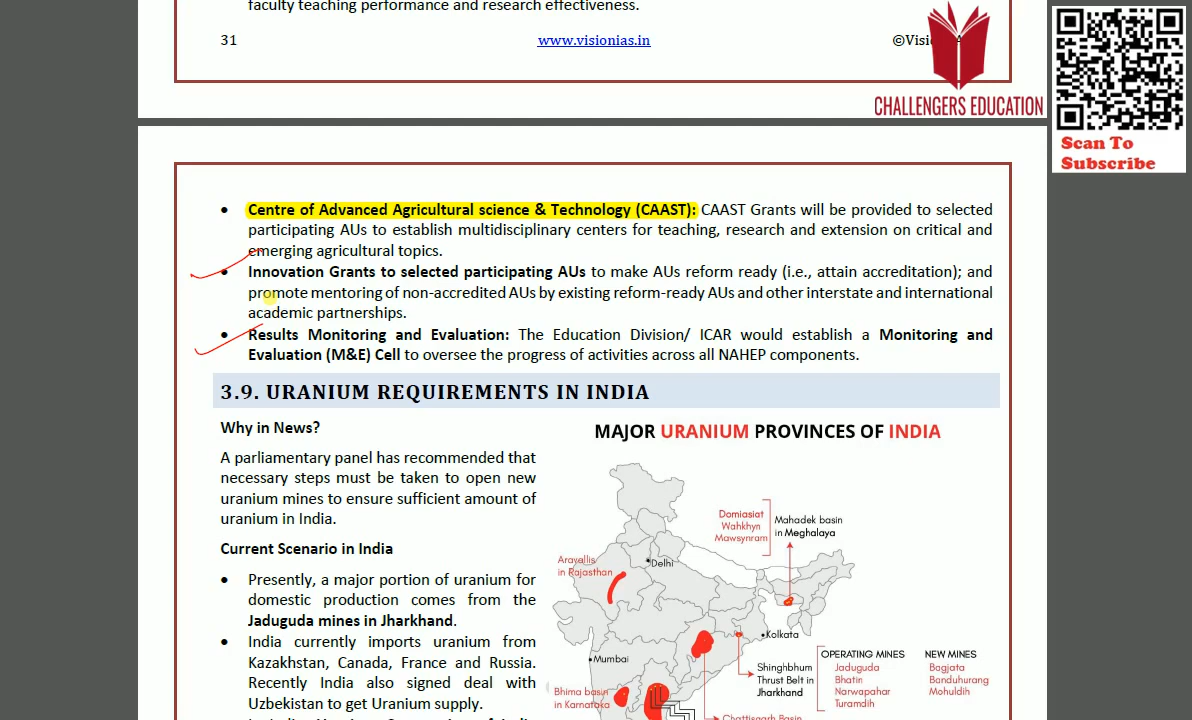 faculty teaching performance and research effectiveness.
31
www.visionias.in
©Visi
CHALLENGERS EDUCATION
Scan To
Subscribe
• Centre of Advanced Agricultural science & Technology (CAAST): CAAST Grants will be provided to selected
participating AUs to establish multidisciplinary centers for teaching, research and extension on critical and
emerging agricultural topics.
• Innovation Grants to selected participating AUs to make AUs reform ready (i.e., attain accreditation); and
promote mentoring of non-accredited AUs by existing reform-ready AUs and other interstate and international
academic partnerships.
• Results Monitoring and Evaluation: The Education Division/ ICAR would establish a Monitoring and
Evaluation (M&E) Cell to oversee the progress of activities across all NAHEP components.
3.9. URANIUM REQUIREMENTS IN INDIA
Why in News?
A parliamentary panel has recommended that
necessary steps must be taken to open new
uranium mines to ensure sufficient amount of
uranium in India.
Current Scenario in India
• Presently, a major portion of uranium for
domestic production comes from the
Jaduguda mines in Jharkhand.
• India currently imports uranium from
Kazakhstan, Canada, France and Russia.
Recently India also signed deal with
Uzbekistan to get Uranium supply.
MAJOR URANIUM PROVINCES OF INDIA
Domiasiat
Wahkhyn
Mawsynram
Mahadek basin
in Meghalaya
Aravallis
in Rajasthan
Delhi
Kolkata
Mumbai
Shinghbhum
Thrust Belt in
Jharkhand
OPERATING MINES
Jaduguda
Bhatin
Narwapahar
Turamdih
NEW MINES
Bagjata
Banduhurang
Mohuldih
Bhima basin
in Karnataka
Chattisgarh Basin